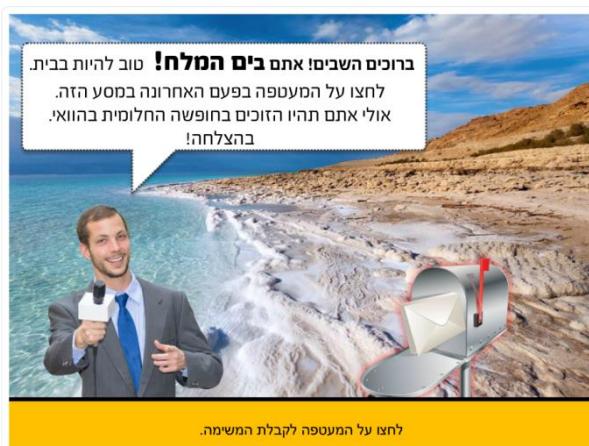 ברוכים השבים! אתם בים המלח! טוב להיות בבית.
לחצו על המעטפה בפעם האחרונה במסע הזה.
אולי אתם תהיו הזוכים בחופשה החלומית בהוואי.
בהצלחה!
לחצו על המעטפה לקבלת המשימה.